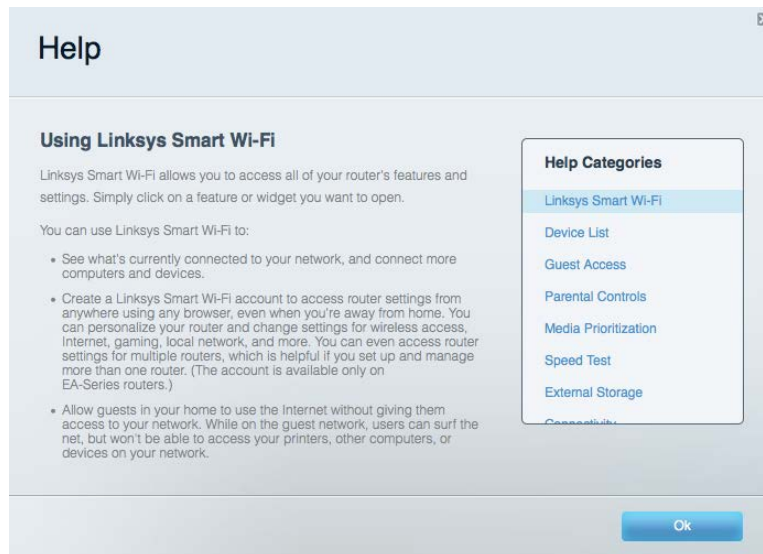 Help
Using Linksys Smart Wi-Fi
Linksys Smart Wi-Fi allows you to access all of your router's features and
settings. Simply click on a feature or widget you want to open.
You can use Linksys Smart Wi-Fi to:
• See what's currently connected to your network, and connect more
computers and devices.
• Create a Linksys Smart Wi-Fi account to access router settings from
anywhere using any browser, even when you're away from home. You
can personalize your router and change settings for wireless access,
Internet, gaming, local network, and more. You can even access router
settings for multiple routers, which is helpful if you set up and manage
more than one router. (The account is available only on
EA-Series routers.)
• Allow guests in your home to use the Internet without giving them
access to your network. While on the guest network, users can surf the
net, but won't be able to access your printers, other computers, or
devices on your network.
Help Categories
Linksys Smart Wi-Fi
Device List
Guest Access
Parental Controls
Media Prioritization
Speed Test
External Storage
Connectivity
Ok